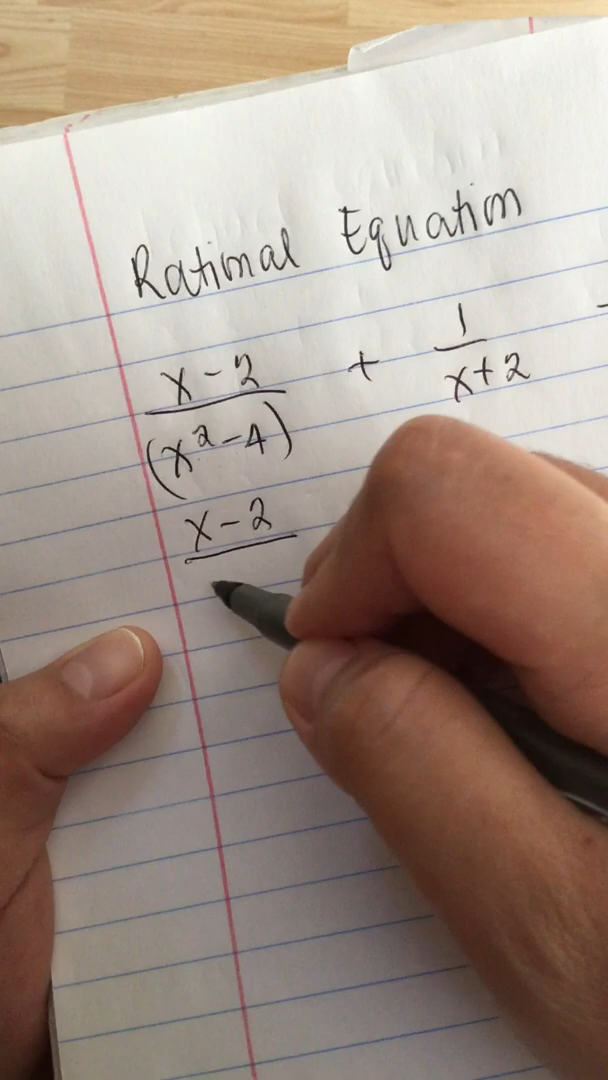 Rational Equation
x - 2 + 1
(x² - 4) x + 2
x - 2